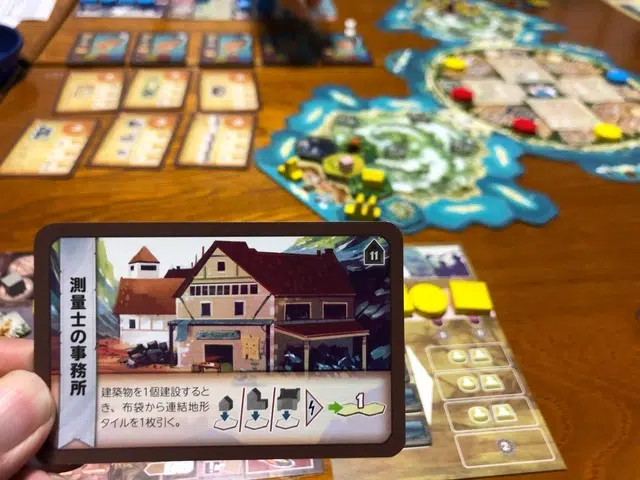 測量士の事務所
11
建築物を1個建設すると
き、布袋から連結地形
タイルを1枚引く。
1